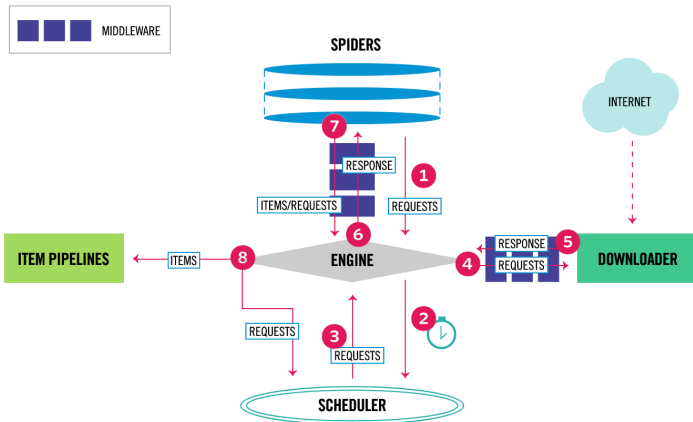 MIDDLEWARE
SPIDERS
INTERNET
7
RESPONSE
1
ITEMS/REQUESTS
REQUESTS
6
RESPONSE
5
ITEM PIPELINES
ITEMS
8
ENGINE
4
REQUESTS
DOWNLOADER
2
REQUESTS
3
REQUESTS
SCHEDULER